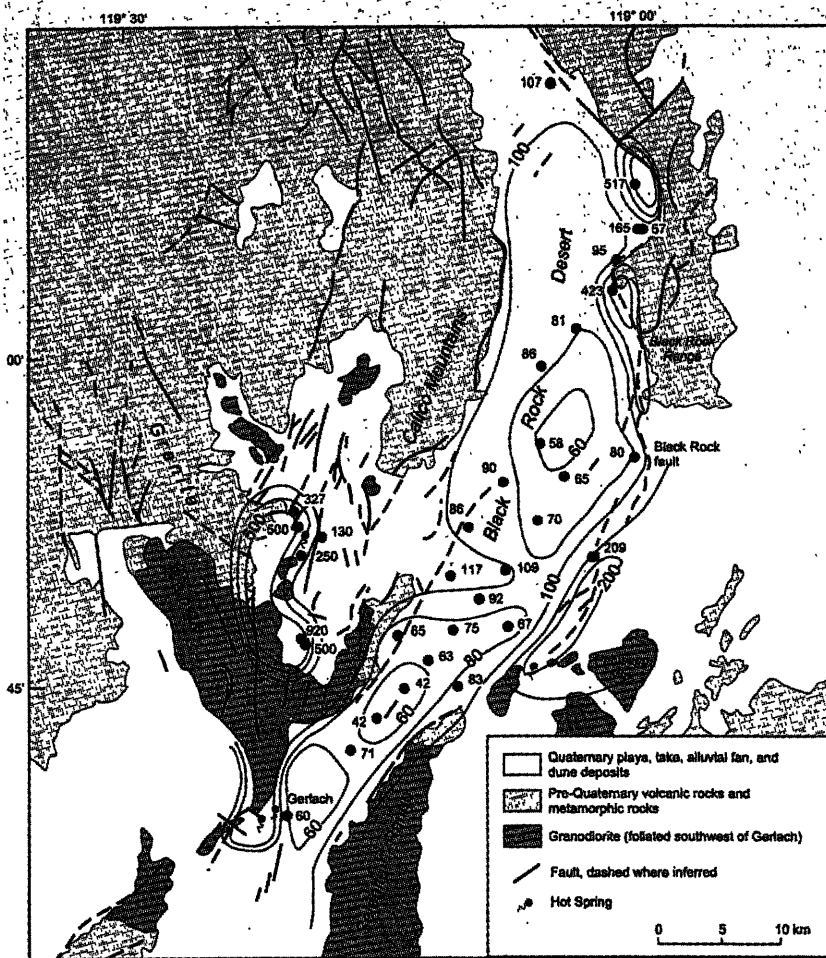 119° 30'
119° 00'
107
100
517
165
67
95
423
Desert
81
Black Rock
Range
86
00'
Calico Mountains
Rock
58
60
80
Black Rock
fault
65
90
327
500
500
130
86
Black
70
250
209
117
109
200
100
92
920
500
65
75
67
63
80
45'
42
83
42
60
71
Gerlach
60
60
Quaternary playa, lake, alluvial fan, and
dune deposits
Pre-Quaternary volcanic rocks and
metamorphic rocks
Granodiorite (foliated southwest of Gerlach)
Fault, dashed where inferred
Hot Spring
0 5 10 km